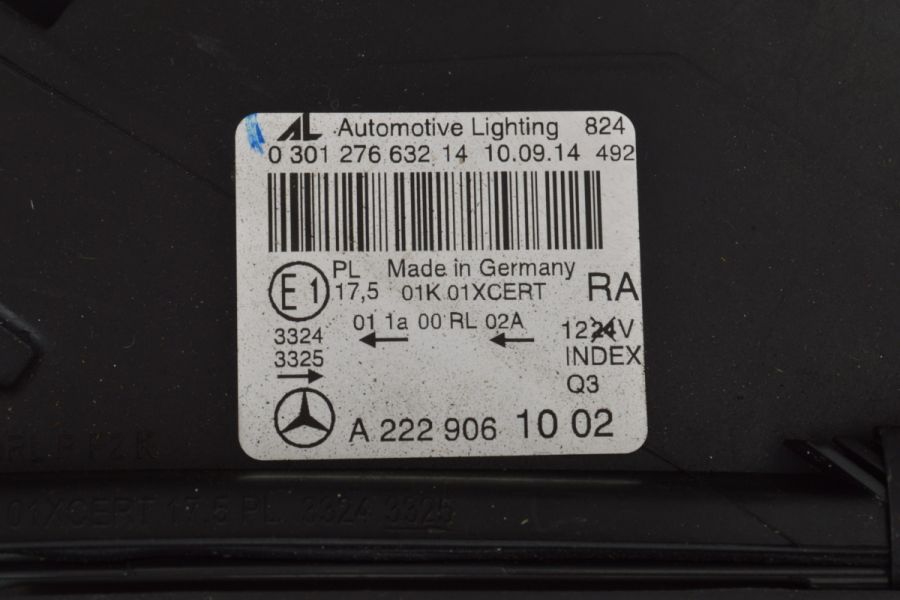 AL Automotive Lighting 824
0 301 276 632 14 10.09.14 492
E1
PL Made in Germany
17,5 01K 01XCERT RA
01 1a 00 RL 02A
3324 ← ← 1224V
3325 INDEX
→ Q3
A 222 906 10 02
01XCERT 17.5 PL 3324 3325